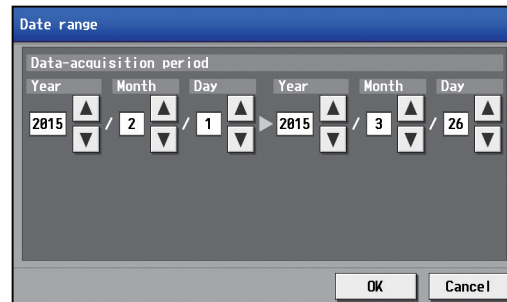 Date range
Data-acquisition period
Year Month Day Year Month Day
2015 / 2 / 1 2015 / 3 / 26
OK Cancel